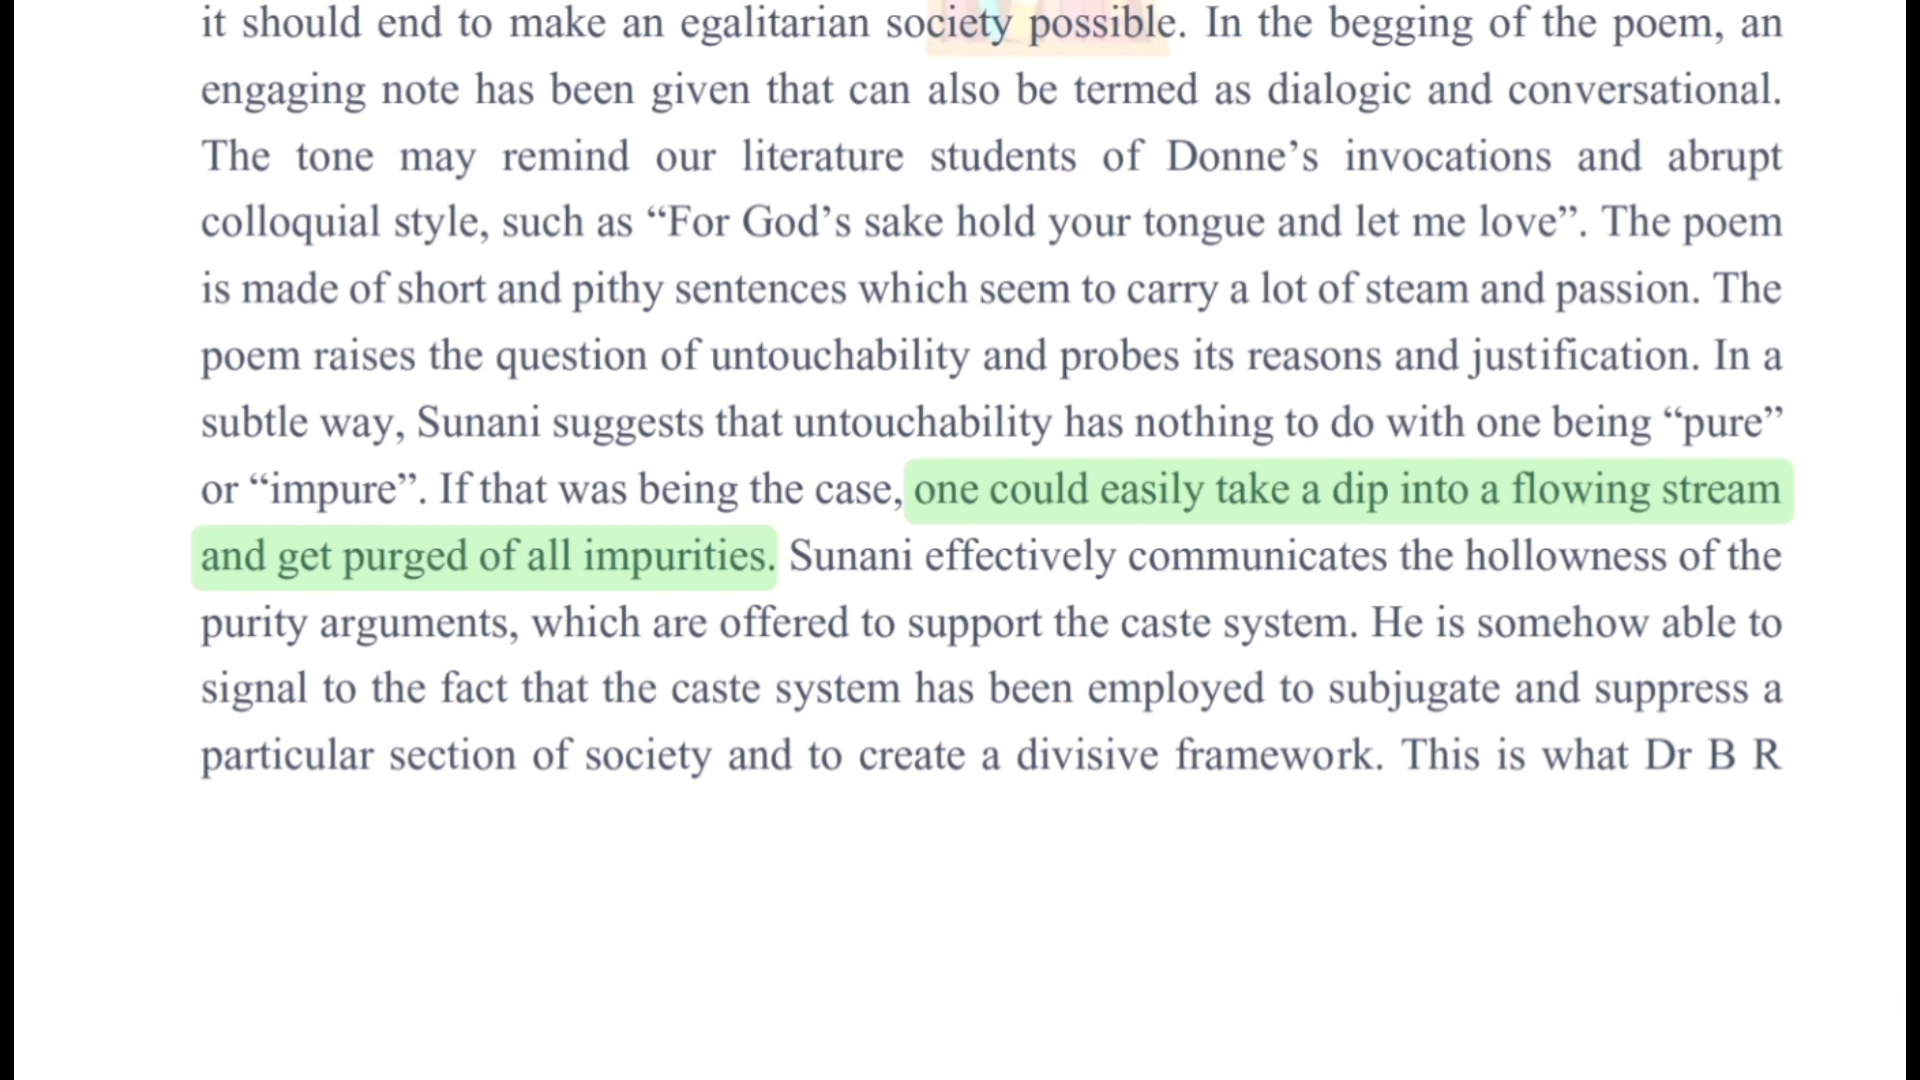 it should end to make an egalitarian society possible. In the begging of the poem, an
engaging note has been given that can also be termed as dialogic and conversational.
The tone may remind our literature students of Donne’s invocations and abrupt
colloquial style, such as “For God’s sake hold your tongue and let me love”. The poem
is made of short and pithy sentences which seem to carry a lot of steam and passion. The
poem raises the question of untouchability and probes its reasons and justification. In a
subtle way, Sunani suggests that untouchability has nothing to do with one being “pure”
or “impure”. If that was being the case, one could easily take a dip into a flowing stream
and get purged of all impurities. Sunani effectively communicates the hollowness of the
purity arguments, which are offered to support the caste system. He is somehow able to
signal to the fact that the caste system has been employed to subjugate and suppress a
particular section of society and to create a divisive framework. This is what Dr B R